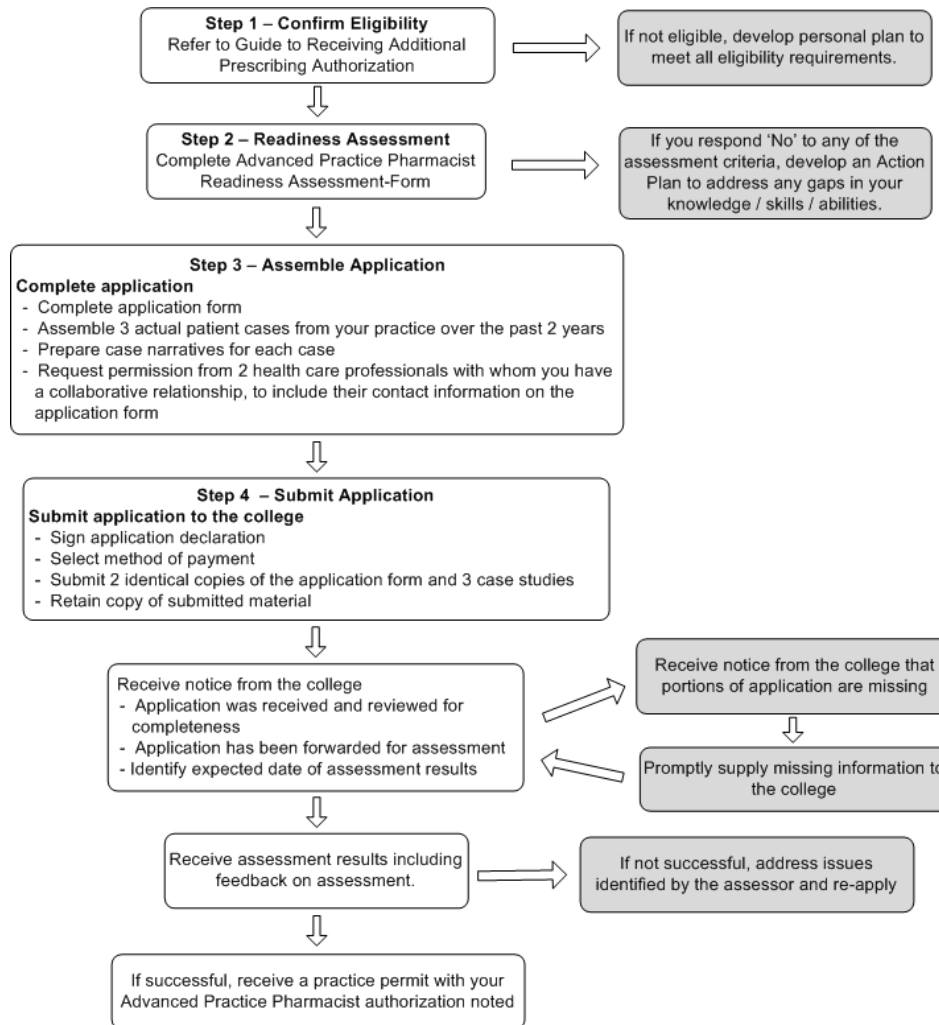 Step 1 – Confirm Eligibility
Refer to Guide to Receiving Additional
Prescribing Authorization
If not eligible, develop personal plan to
meet all eligibility requirements.
Step 2 – Readiness Assessment
Complete Advanced Practice Pharmacist
Readiness Assessment-Form
If you respond ‘No’ to any of the
assessment criteria, develop an Action
Plan to address any gaps in your
knowledge / skills / abilities.
Step 3 – Assemble Application
Complete application
- Complete application form
- Assemble 3 actual patient cases from your practice over the past 2 years
- Prepare case narratives for each case
- Request permission from 2 health care professionals with whom you have
a collaborative relationship, to include their contact information on the
application form
Step 4 – Submit Application
Submit application to the college
- Sign application declaration
- Select method of payment
- Submit 2 identical copies of the application form and 3 case studies
- Retain copy of submitted material
Receive notice from the college
- Application was received and reviewed for
completeness
- Application has been forwarded for assessment
- Identify expected date of assessment results
Receive notice from the college that
portions of application are missing
Promptly supply missing information to
the college
Receive assessment results including
feedback on assessment.
If not successful, address issues
identified by the assessor and re-apply
If successful, receive a practice permit with your
Advanced Practice Pharmacist authorization noted